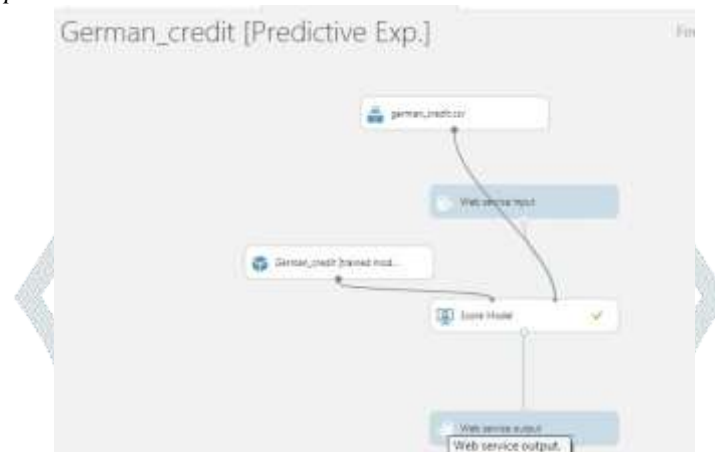 German_credit [Predictive Exp.]
german_credit.csv
Web service input
German_credit [trained mod...
Score Model
Web service output
Web service output.